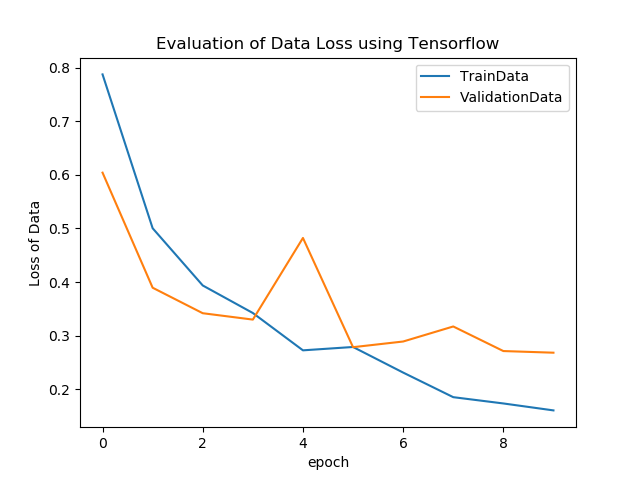 Evaluation of Data Loss using Tensorflow
TrainData
ValidationData
Loss of Data
0.8
0.7
0.6
0.5
0.4
0.3
0.2
0 2 4 6 8
epoch